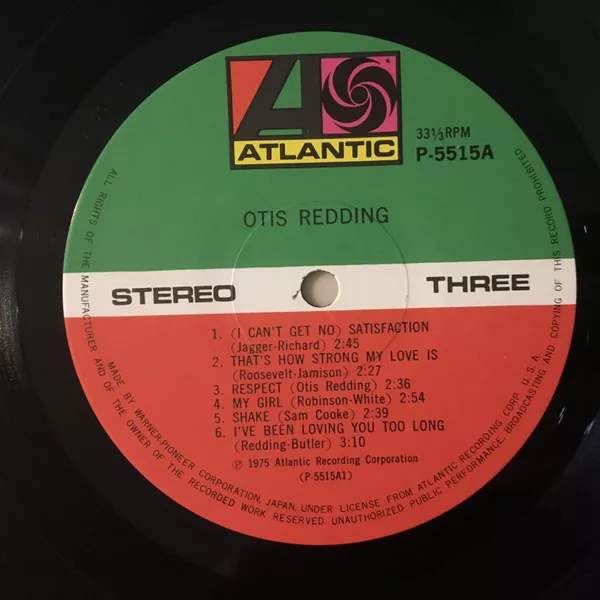 ATLANTIC
33⅓RPM
P-5515A
OTIS REDDING
STEREO
THREE
1. (I CAN'T GET NO) SATISFACTION
(Jagger-Richard) 2:45
2. THAT'S HOW STRONG MY LOVE IS
(Roosevelt-Jamison) 2:27
3. RESPECT (Otis Redding) 2:36
4. MY GIRL (Robinson-White) 2:54
5. SHAKE (Sam Cooke) 2:39
6. I'VE BEEN LOVING YOU TOO LONG
(Redding-Butler) 3:10
℗ 1975 Atlantic Recording Corporation
(P-5515A1)
MADE BY WARNER-PIONEER CORPORATION, JAPAN, UNDER LICENSE FROM ATLANTIC RECORDING CORP. U.S.A.
ALL RIGHTS OF THE MANUFACTURER AND OF THE OWNER OF THE RECORDED WORK RESERVED. UNAUTHORIZED PUBLIC PERFORMANCE, BROADCASTING AND COPYING OF THIS RECORD PROHIBITED